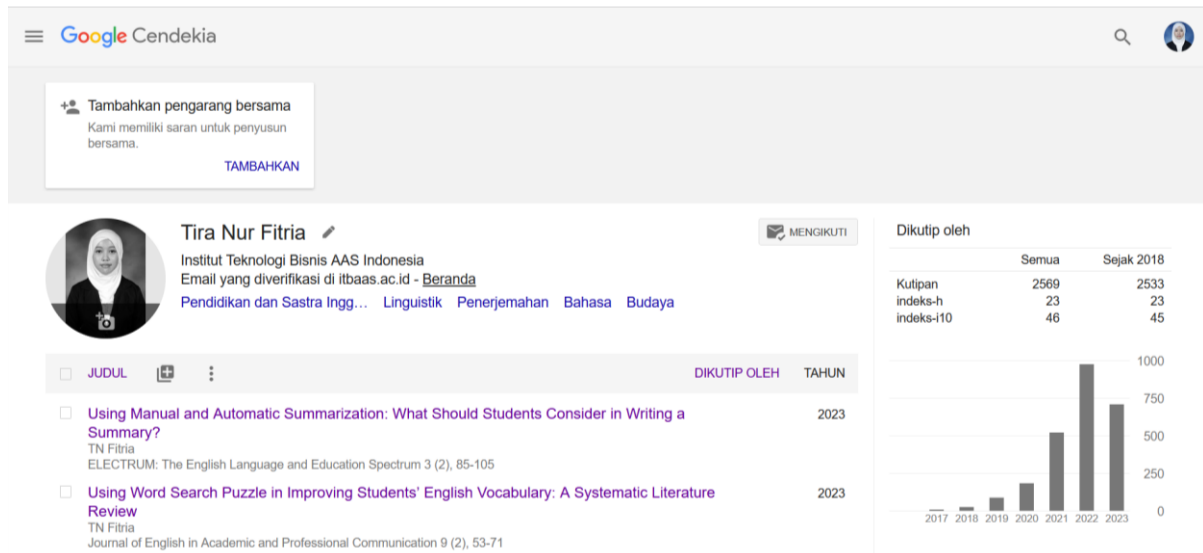 Google Cendekia
Tambahkan pengarang bersama
Kami memiliki saran untuk penyusun
bersama.
TAMBAHKAN
Tira Nur Fitria
MENGIKUTI
Institut Teknologi Bisnis AAS Indonesia
Email yang diverifikasi di itbaas.ac.id - Beranda
Pendidikan dan Sastra Ingg… Linguistik Penerjemahan Bahasa Budaya
JUDUL DIKUTIP OLEH TAHUN
Using Manual and Automatic Summarization: What Should Students Consider in Writing a 2023
Summary?
TN Fitria
ELECTRUM: The English Language and Education Spectrum 3 (2), 85-105
Using Word Search Puzzle in Improving Students' English Vocabulary: A Systematic Literature 2023
Review
TN Fitria
Journal of English in Academic and Professional Communication 9 (2), 53-71
Dikutip oleh
Semua Sejak 2018
Kutipan 2569 2533
indeks-h 23 23
indeks-i10 46 45
1000
750
500
250
0
2017 2018 2019 2020 2021 2022 2023